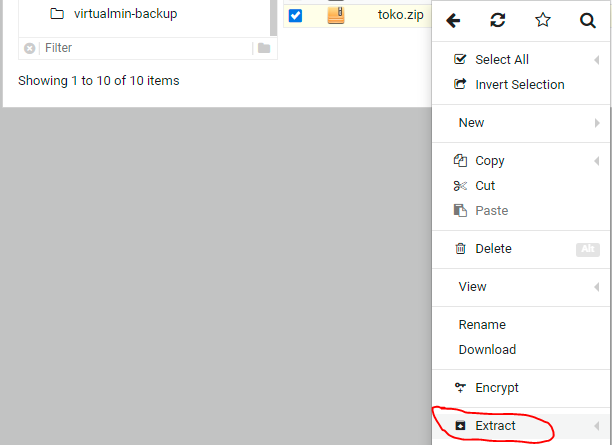 virtualmin-backup
toko.zip
Filter
Showing 1 to 10 of 10 items
Select All
Invert Selection
New
Copy
Cut
Paste
Delete
Alt
View
Rename
Download
Encrypt
Extract